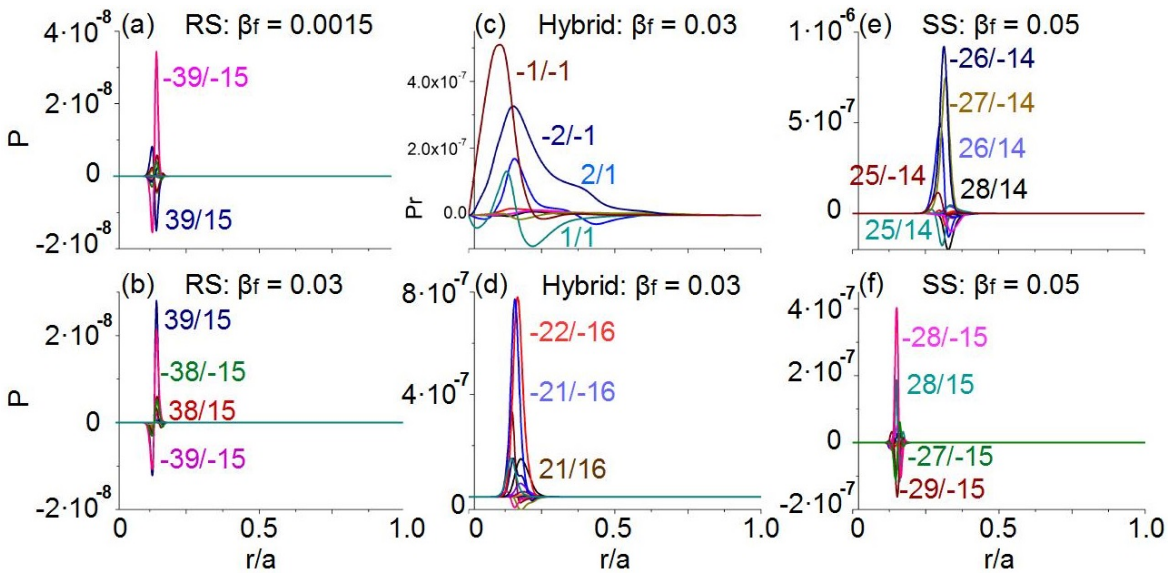 (a) RS: βf = 0.0015
4·10⁻⁸
2·10⁻⁸
0
-2·10⁻⁸
P
-39/-15
39/15
(b) RS: βf = 0.03
2·10⁻⁸
0
-2·10⁻⁸
P
39/15
-38/-15
38/15
-39/-15
0 0.5 1.0
r/a
(c) Hybrid: βf = 0.03
4.0x10⁻⁷
2.0x10⁻⁷
0.0
Pr
-1/-1
-2/-1
2/1
1/1
(d) Hybrid: βf = 0.03
8·10⁻⁷
4·10⁻⁷
0
-22/-16
-21/-16
21/16
0 0.5 1.0
r/a
(e) SS: βf = 0.05
1·10⁻⁶
5·10⁻⁷
0
-26/-14
-27/-14
26/14
25/-14
28/14
25/14
(f) SS: βf = 0.05
4·10⁻⁷
2·10⁻⁷
0
-2·10⁻⁷
-28/-15
28/15
-27/-15
-29/-15
0 0.5 1.0
r/a